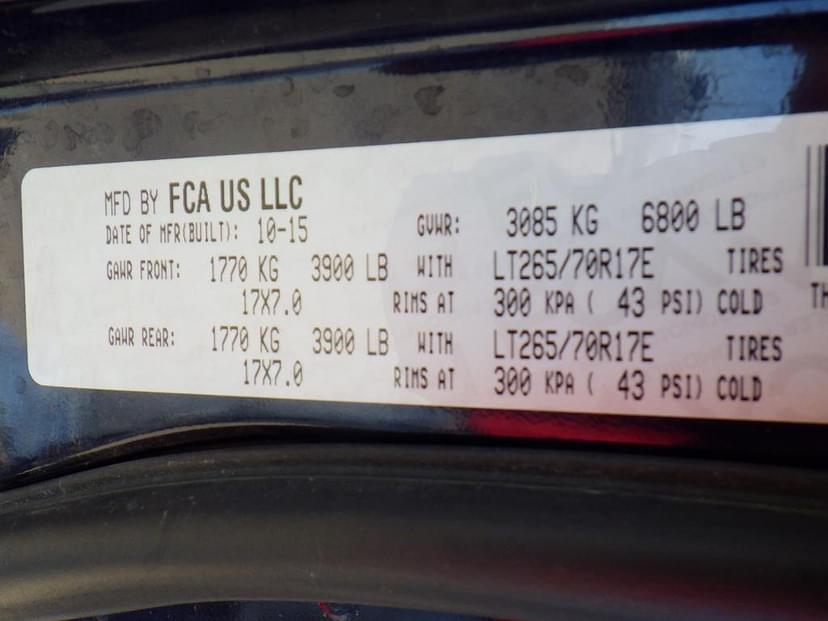 MFD BY FCA US LLC
DATE OF MFR(BUILT): 10-15 GVWR: 3085 KG 6800 LB
GAWR FRONT: 1770 KG 3900 LB WITH LT265/70R17E TIRES
17X7.0 RIMS AT 300 KPA ( 43 PSI) COLD
GAWR REAR: 1770 KG 3900 LB WITH LT265/70R17E TIRES
17X7.0 RIMS AT 300 KPA ( 43 PSI) COLD